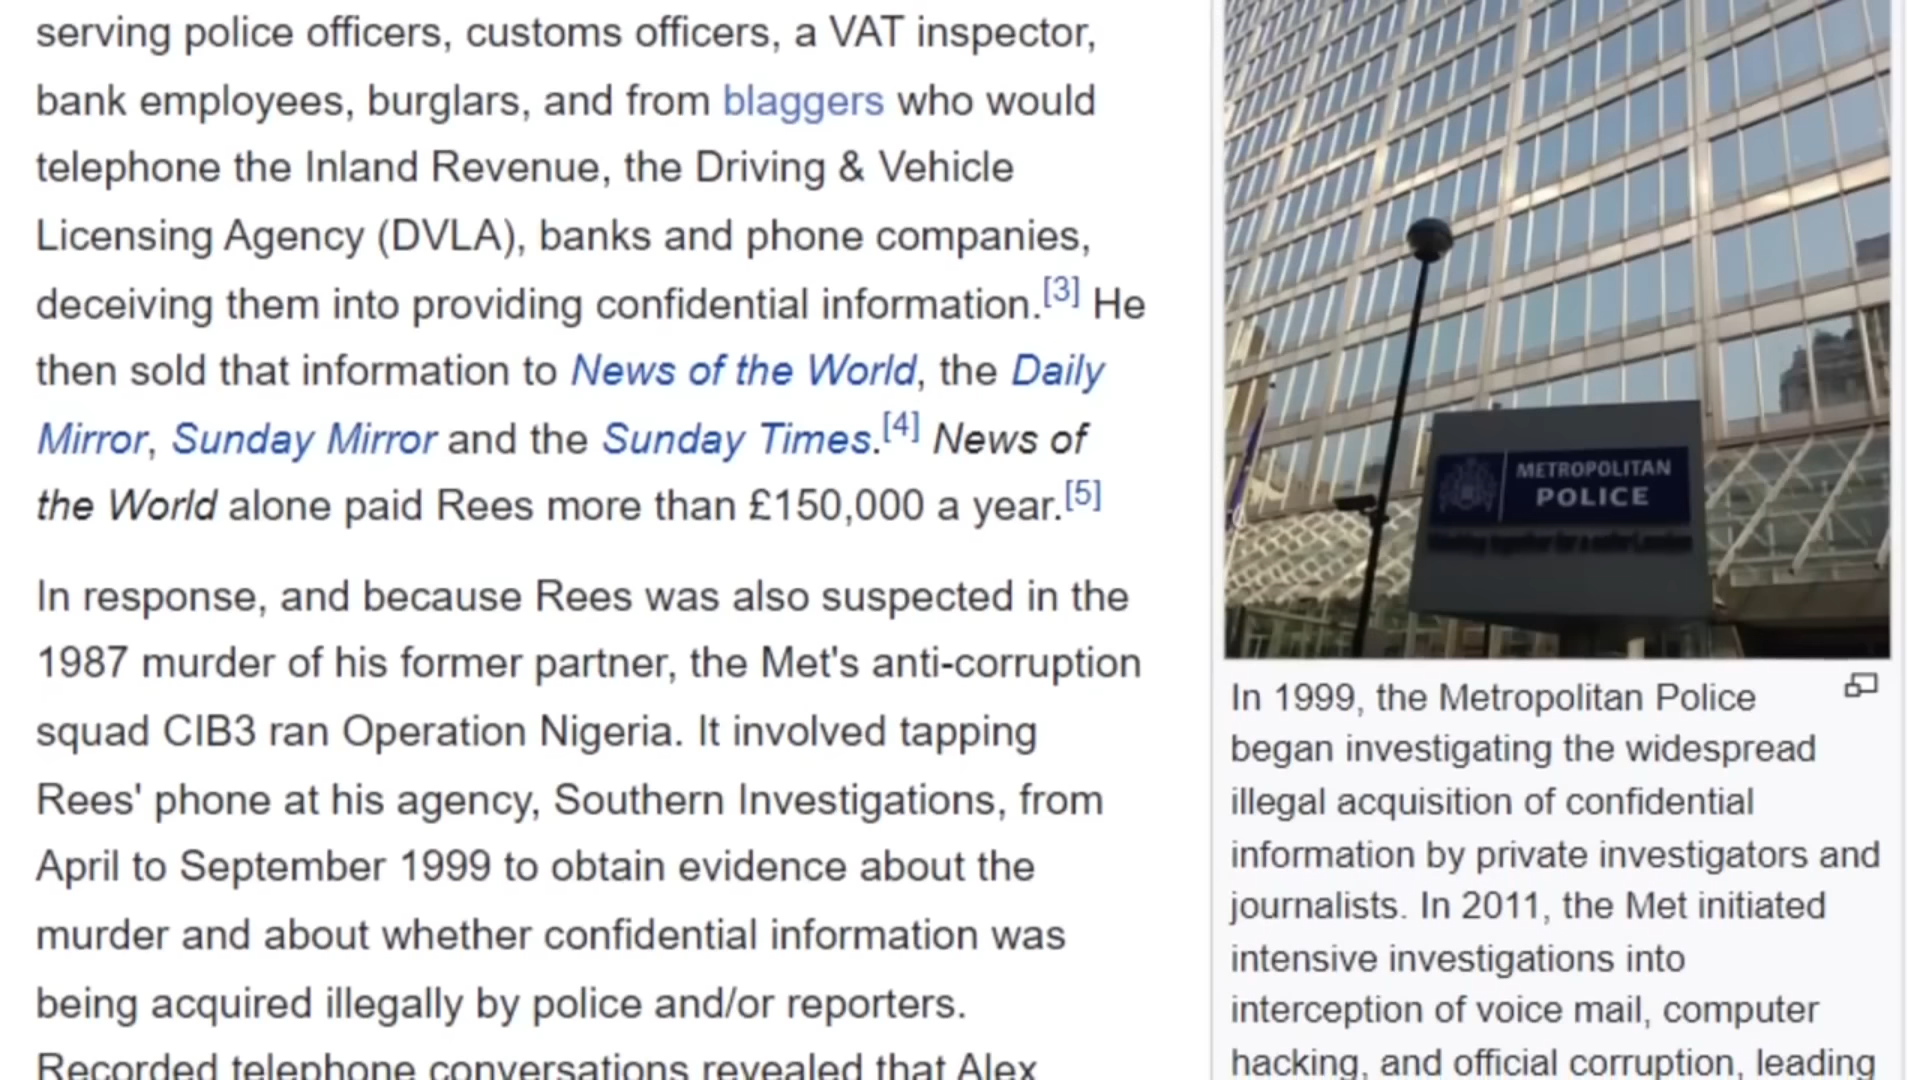 serving police officers, customs officers, a VAT inspector,
bank employees, burglars, and from blaggers who would
telephone the Inland Revenue, the Driving & Vehicle
Licensing Agency (DVLA), banks and phone companies,
deceiving them into providing confidential information.[3] He
then sold that information to News of the World, the Daily
Mirror, Sunday Mirror and the Sunday Times.[4] News of
the World alone paid Rees more than £150,000 a year.[5]
In response, and because Rees was also suspected in the
1987 murder of his former partner, the Met's anti-corruption
squad CIB3 ran Operation Nigeria. It involved tapping
Rees' phone at his agency, Southern Investigations, from
April to September 1999 to obtain evidence about the
murder and about whether confidential information was
being acquired illegally by police and/or reporters.
Recorded telephone conversations revealed that Alex
METROPOLITAN
POLICE
In 1999, the Metropolitan Police
began investigating the widespread
illegal acquisition of confidential
information by private investigators and
journalists. In 2011, the Met initiated
intensive investigations into
interception of voice mail, computer
hacking, and official corruption, leading